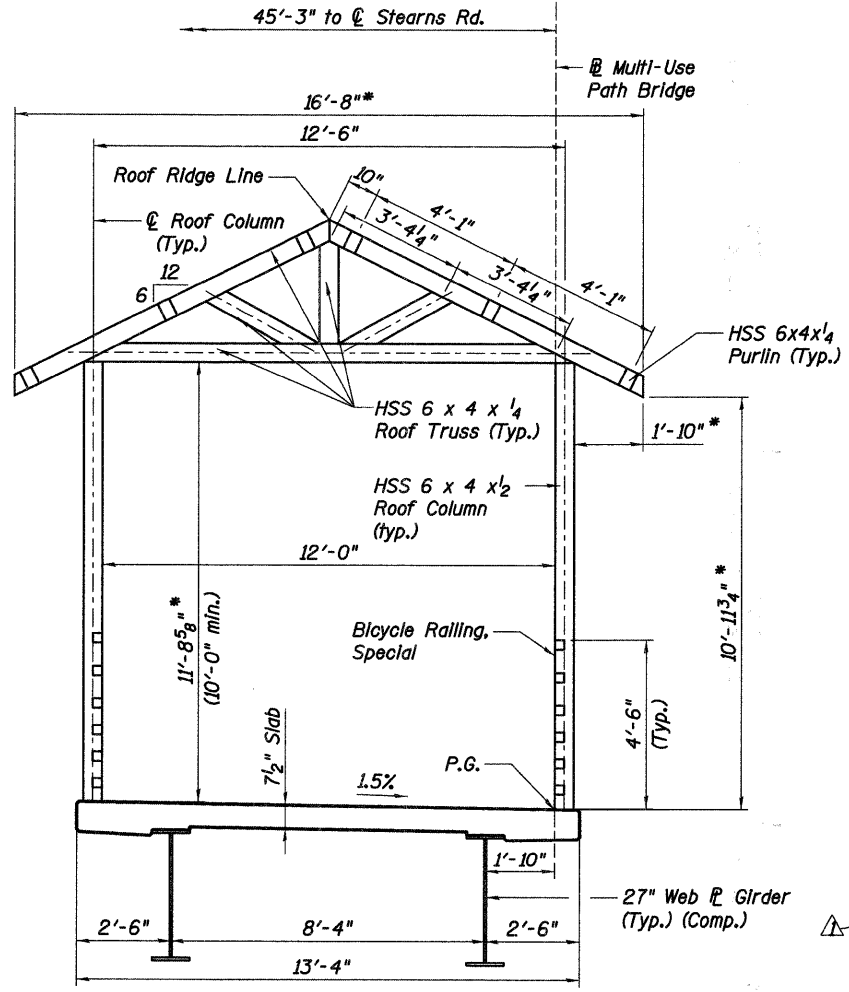 45'-3" to ℄ Stearns Rd.
℔ Multi-Use
Path Bridge
16'-8"*
12'-6"
Roof Ridge Line
10"
4'-1"
3'-4¼"
℄ Roof Column
(Typ.)
12
6
3'-4¼"
4'-1"
HSS 6x4x¼
Purlin (Typ.)
HSS 6 x 4 x ¼
Roof Truss (Typ.)
1'-10"*
HSS 6 x 4 x½
Roof Column
(typ.)
12'-0"
11'-8⅝"*
(10'-0" min.)
10'-11¾"*
Bicycle Railing,
Special
4'-6"
(Typ.)
7½" Slab
P.G.
1.5%
1'-10"
27" Web ⅊ Girder
(Typ.) (Comp.)
1
2'-6"
8'-4"
2'-6"
13'-4"